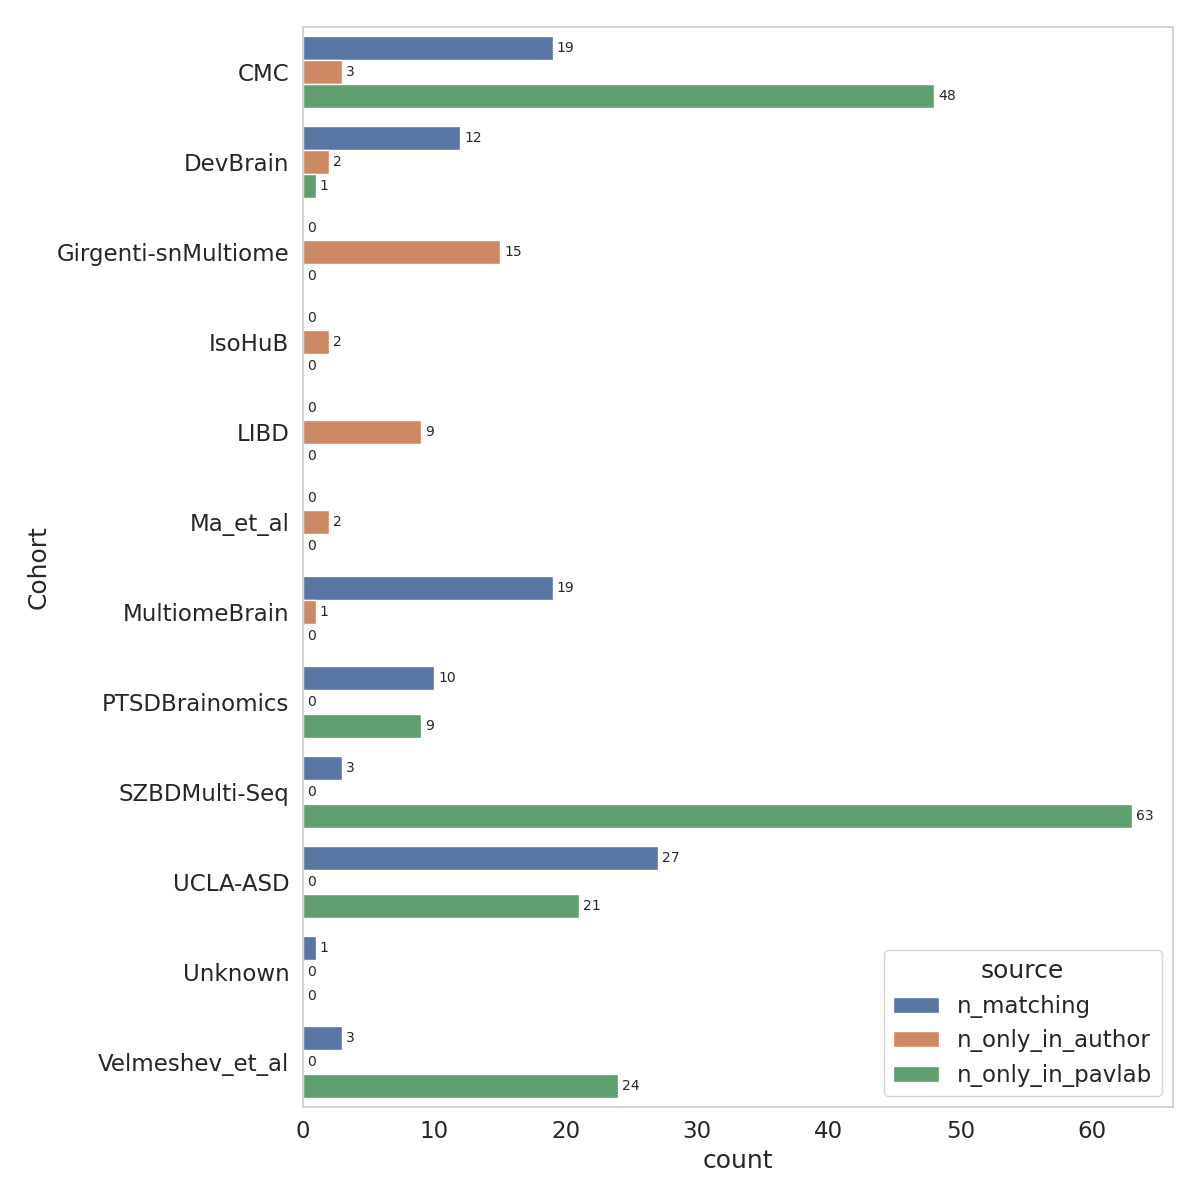 CMC
19
3
48
DevBrain
12
2
1
Girgenti-snMultiome
0
15
0
IsoHuB
0
2
0
LIBD
0
9
0
Ma_et_al
0
2
0
MultiomeBrain
19
1
0
PTSDBrainomics
10
0
9
SZBDMulti-Seq
3
0
63
UCLA-ASD
27
0
21
Unknown
1
0
0
Velmeshev_et_al
3
0
24
Cohort
0 10 20 30 40 50 60
count
source
n_matching
n_only_in_author
n_only_in_pavlab